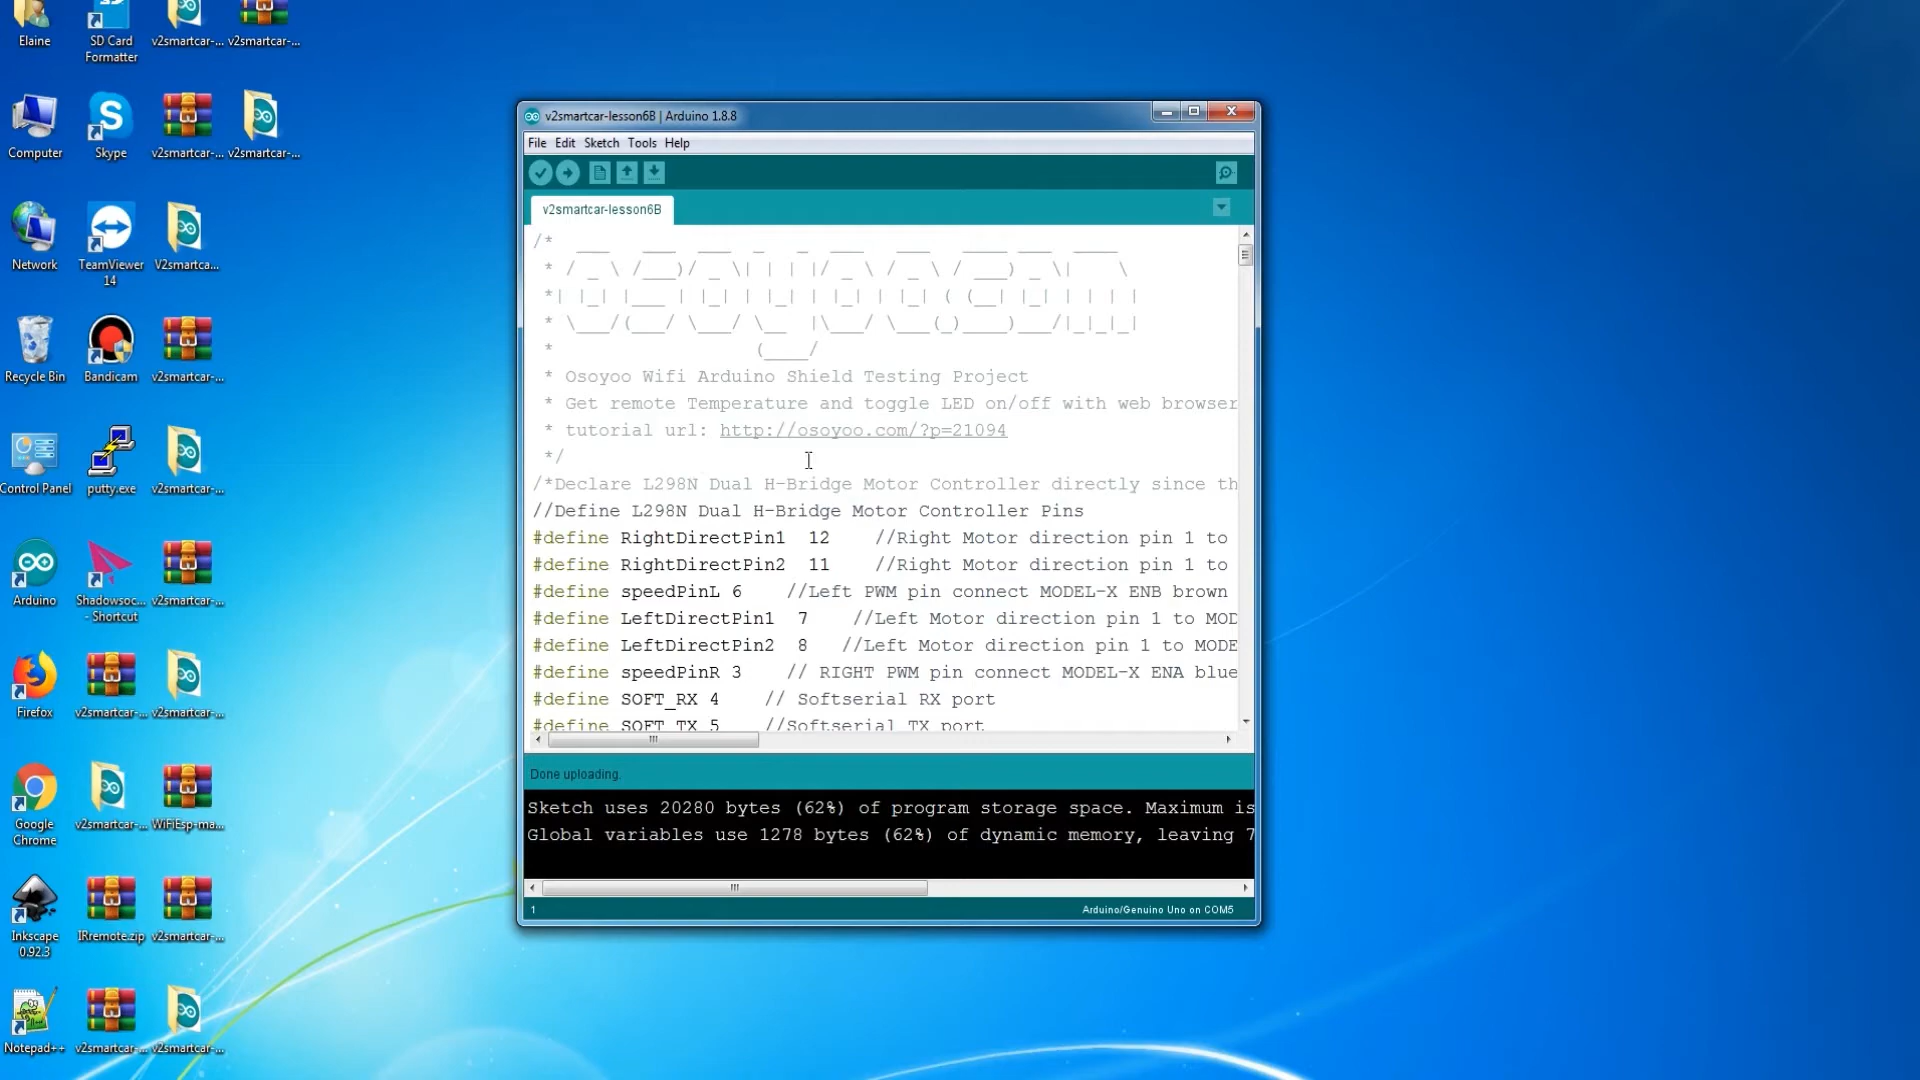 Elaine
SD Card
Formatter
v2smartcar-...
v2smartcar-...
Computer
Skype
v2smartcar-...
v2smartcar-...
Network
TeamViewer
14
V2smartca...
Recycle Bin
Bandicam
v2smartcar-...
Control Panel
putty.exe
v2smartcar-...
Arduino
Shadowsoc...
- Shortcut
v2smartcar-...
Firefox
v2smartcar-...
v2smartcar-...
Google
Chrome
v2smartcar-...
WiFiEsp-ma...
Inkscape
0.92.3
IRremote.zip
v2smartcar-...
Notepad++
v2smartcar-...
v2smartcar-...
v2smartcar-lesson6B | Arduino 1.8.8
File Edit Sketch Tools Help
v2smartcar-lesson6B
/*
osoyoo.com
* Osoyoo Wifi Arduino Shield Testing Project
* Get remote Temperature and toggle LED on/off with web browser
* tutorial url: http://osoyoo.com/?p=21094
*/
/*Declare L298N Dual H-Bridge Motor Controller directly since th
//Define L298N Dual H-Bridge Motor Controller Pins
#define RightDirectPin1 12 //Right Motor direction pin 1 to
#define RightDirectPin2 11 //Right Motor direction pin 1 to
#define speedPinL 6 //Left PWM pin connect MODEL-X ENB brown
#define LeftDirectPin1 7 //Left Motor direction pin 1 to MOD
#define LeftDirectPin2 8 //Left Motor direction pin 1 to MODE
#define speedPinR 3 // RIGHT PWM pin connect MODEL-X ENA blue
#define SOFT_RX 4 // Softserial RX port
#define SOFT_TX 5 //Softserial TX port
Done uploading.
Sketch uses 20280 bytes (62%) of program storage space. Maximum is
Global variables use 1278 bytes (62%) of dynamic memory, leaving 7
1
Arduino/Genuino Uno on COM5